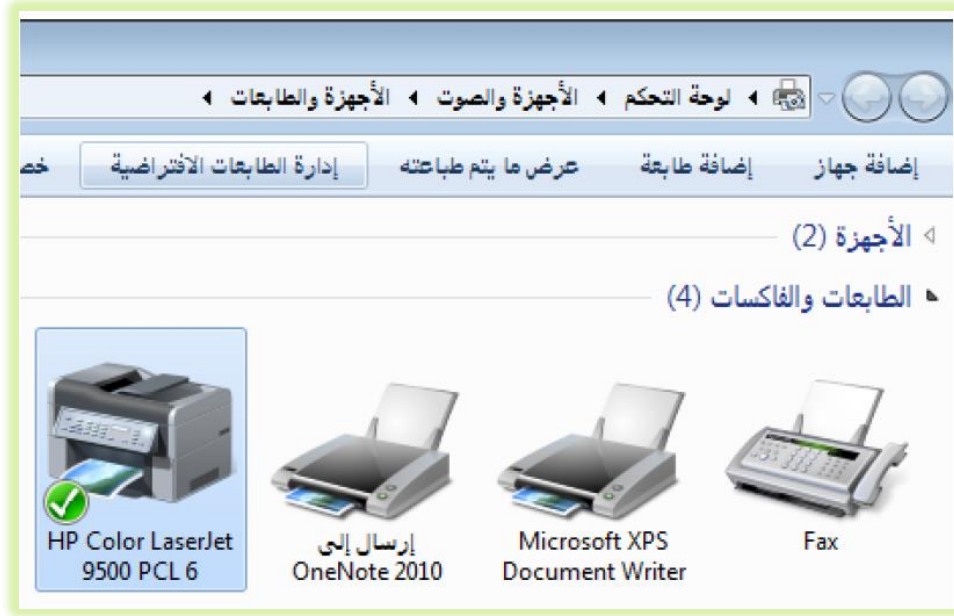 لوحة التحكم ◂ الأجهزة والصوت ◂ الأجهزة والطابعات ◂
إضافة جهاز إضافة طابعة عرض ما يتم طباعته إدارة الطابعات الافتراضية
الأجهزة (2)
الطابعات والفاكسات (4)
Fax
Microsoft XPS
Document Writer
إرسال إلى
OneNote 2010
HP Color LaserJet
9500 PCL 6